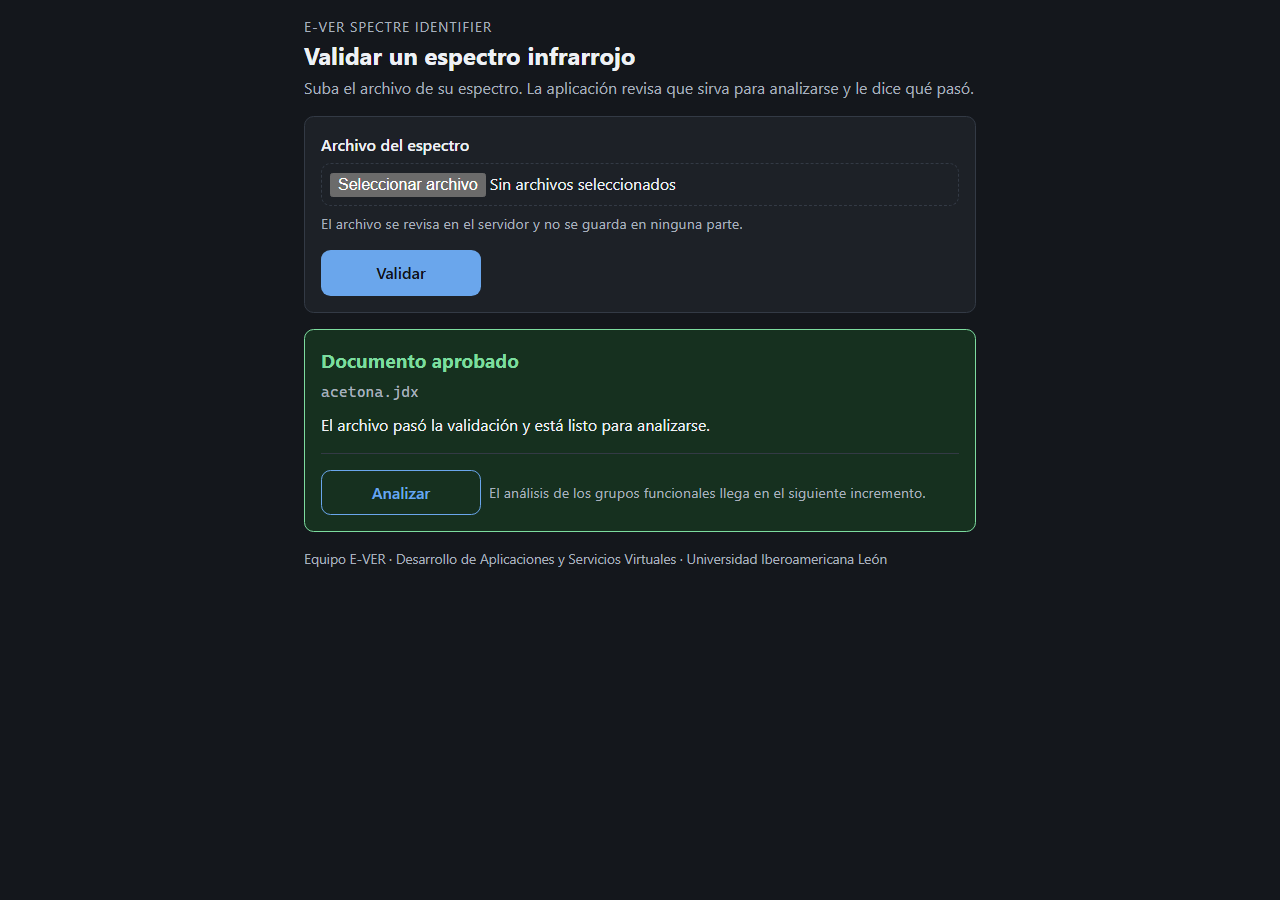 E-VER SPECTRE IDENTIFIER
Validar un espectro infrarrojo
Suba el archivo de su espectro. La aplicación revisa que sirva para analizarse y le dice qué pasó.
Archivo del espectro
Seleccionar archivo Sin archivos seleccionados
El archivo se revisa en el servidor y no se guarda en ninguna parte.
Validar
Documento aprobado
acetona.jdx
El archivo pasó la validación y está listo para analizarse.
Analizar El análisis de los grupos funcionales llega en el siguiente incremento.
Equipo E-VER · Desarrollo de Aplicaciones y Servicios Virtuales · Universidad Iberoamericana León